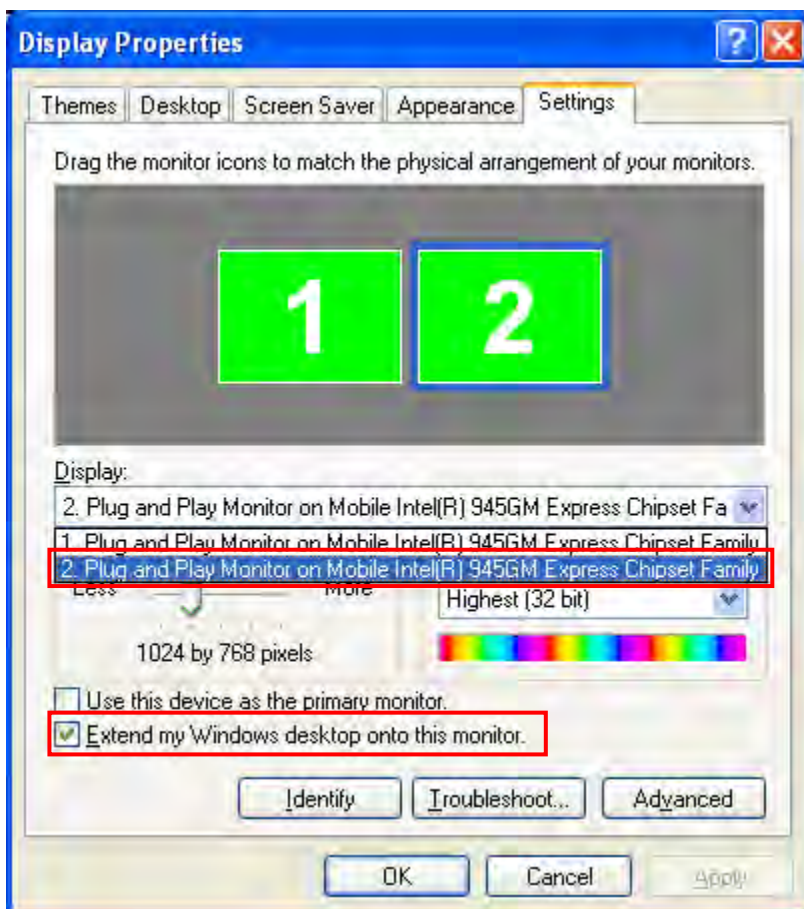 Display Properties
Themes Desktop Screen Saver Appearance Settings
Drag the monitor icons to match the physical arrangement of your monitors.
1 2
Display:
2. Plug and Play Monitor on Mobile Intel(R) 945GM Express Chipset Fa
1. Plug and Play Monitor on Mobile Intel(R) 945GM Express Chipset Family
2. Plug and Play Monitor on Mobile Intel(R) 945GM Express Chipset Family
Less More Highest (32 bit)
1024 by 768 pixels
Use this device as the primary monitor.
Extend my Windows desktop onto this monitor.
Identify Troubleshoot... Advanced
OK Cancel Apply